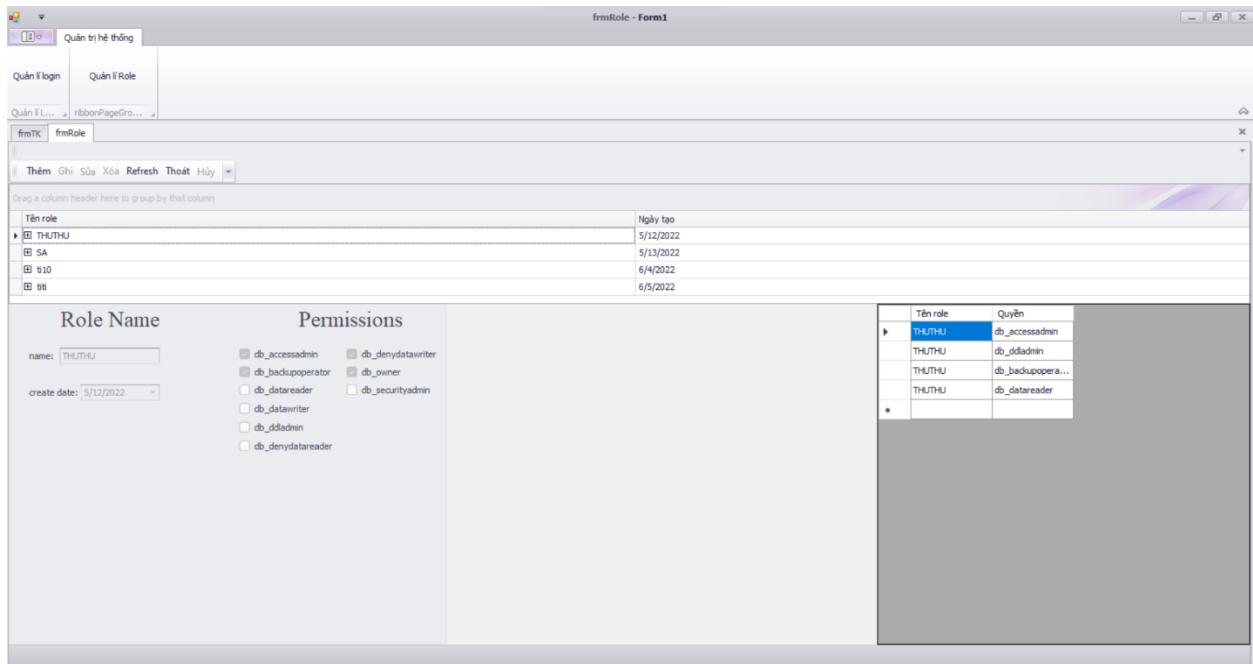 frmRole - Form1
Quản trị hệ thống
Quản lí login Quản lí Role
Quản lí L... ribbonPageGro...
frmTK frmRole
Thêm Ghi Sửa Xóa Refresh Thoát Hủy
Drag a column header here to group by that column
Tên role Ngày tạo
THUTHU 5/12/2022
SA 5/13/2022
ti10 6/4/2022
titi 6/5/2022
Role Name
name: THUTHU
create date: 5/12/2022
Permissions
db_accessadmin db_denydatawriter
db_backupoperator db_owner
db_datareader db_securityadmin
db_datawriter
db_ddladmin
db_denydatareader
Tên role Quyền
THUTHU db_accessadmin
THUTHU db_ddladmin
THUTHU db_backupopera...
THUTHU db_datareader